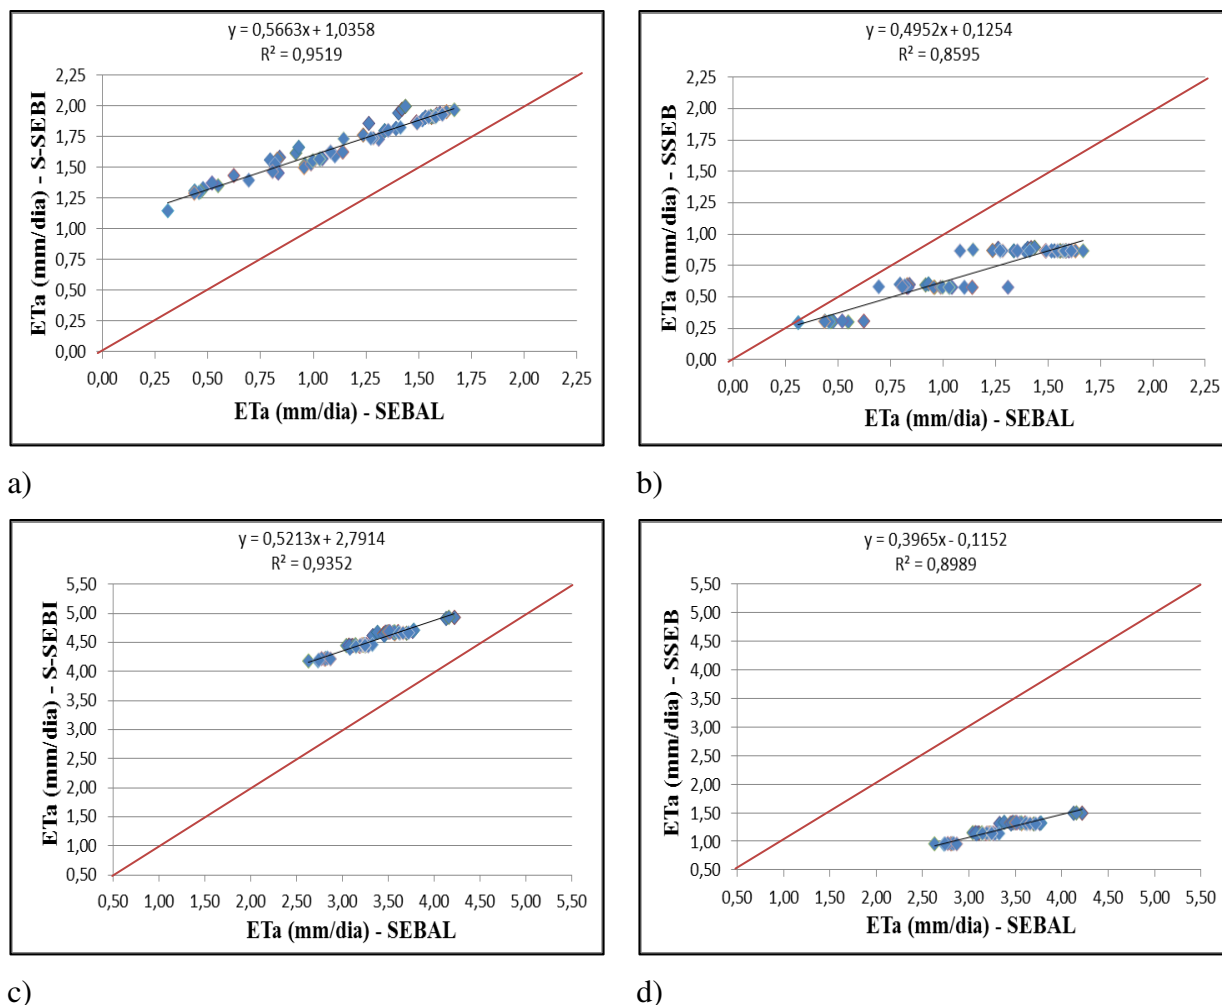 y = 0,5663x + 1,0358
R² = 0,9519
2,25
2,00
1,75
1,50
1,25
1,00
0,75
0,50
0,25
0,00
ETa (mm/dia) - S-SEBI
0,00 0,25 0,50 0,75 1,00 1,25 1,50 1,75 2,00 2,25
ETa (mm/dia) - SEBAL
a)
y = 0,4952x + 0,1254
R² = 0,8595
2,25
2,00
1,75
1,50
1,25
1,00
0,75
0,50
0,25
0,00
ETa (mm/dia) - SSEB
0,00 0,25 0,50 0,75 1,00 1,25 1,50 1,75 2,00 2,25
ETa (mm/dia) - SEBAL
b)
y = 0,5213x + 2,7914
R² = 0,9352
5,50
5,00
4,50
4,00
3,50
3,00
2,50
2,00
1,50
1,00
0,50
ETa (mm/dia) - S-SEBI
0,50 1,00 1,50 2,00 2,50 3,00 3,50 4,00 4,50 5,00 5,50
ETa (mm/dia) - SEBAL
c)
y = 0,3965x - 0,1152
R² = 0,8989
5,50
5,00
4,50
4,00
3,50
3,00
2,50
2,00
1,50
1,00
0,50
ETa (mm/dia) - SSEB
0,50 1,00 1,50 2,00 2,50 3,00 3,50 4,00 4,50 5,00 5,50
ETa (mm/dia) - SEBAL
d)